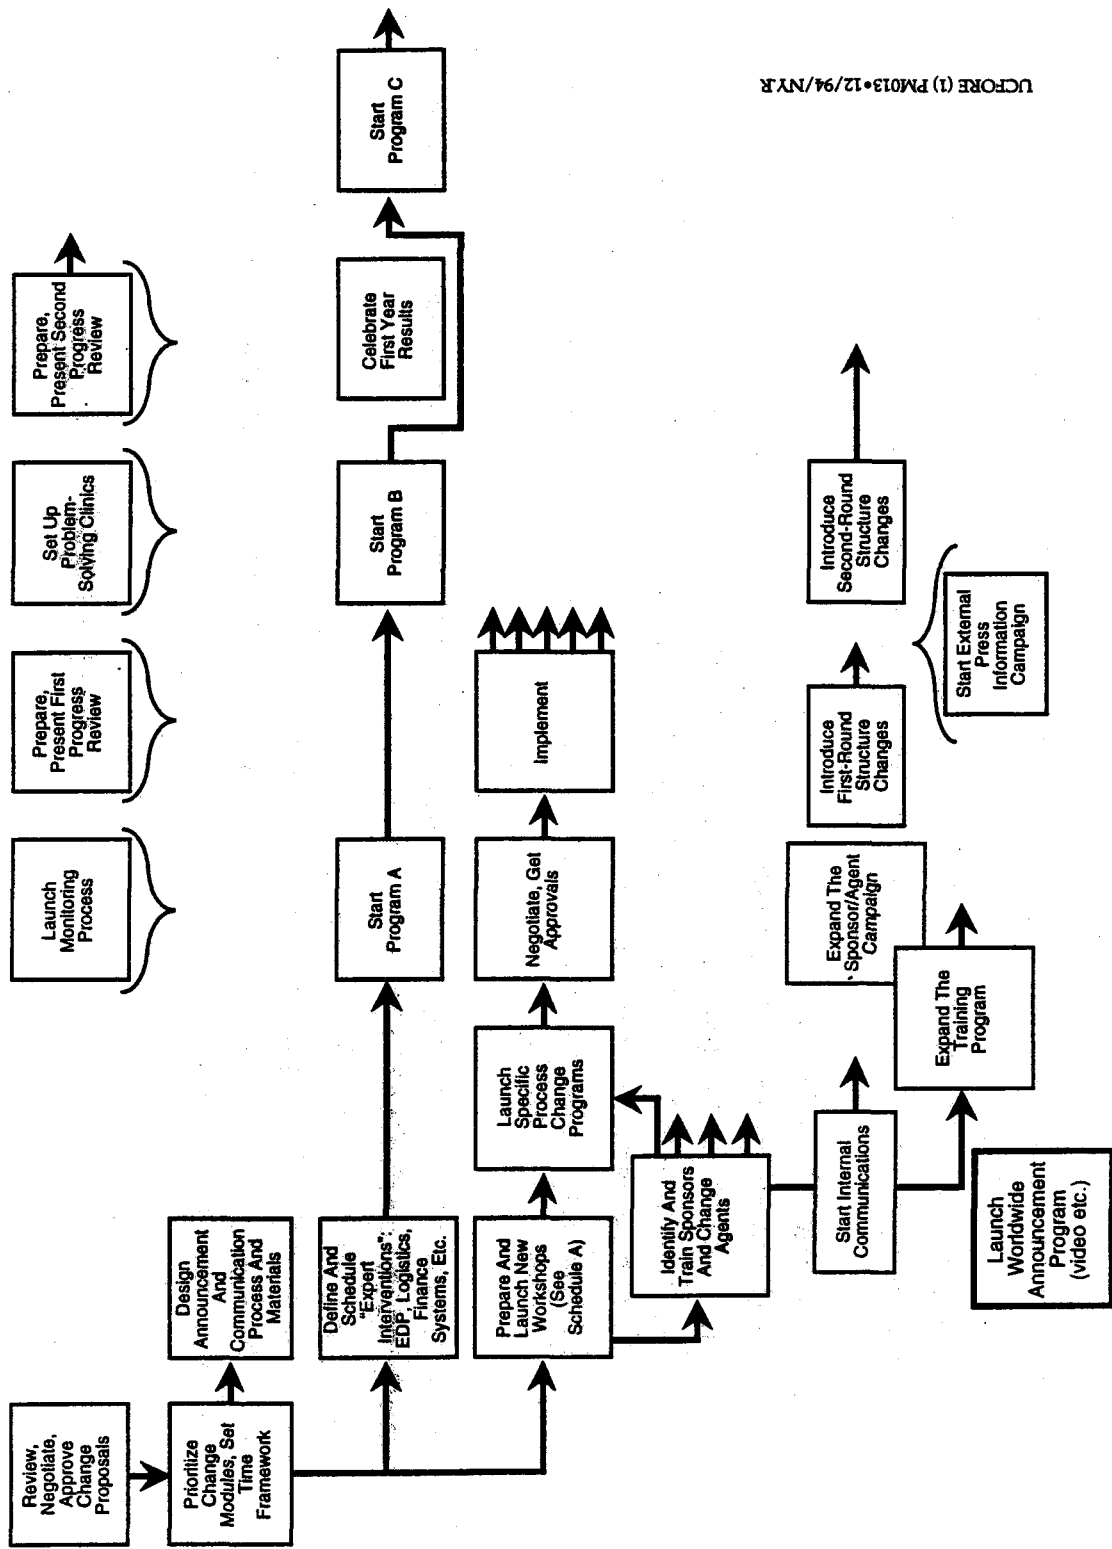 Review,
Negotiate,
Approve
Change
Proposals
Prioritize
Change
Modules, Set
Time
Framework
Design
Announcement
And
Communication
Process And
Materials
Define And
Schedule
"Expert
Interventions":
EDP, Logistics,
Finance
Systems, Etc.
Prepare And
Launch New
Workshops
(See
Schedule A)
Identify And
Train Sponsors
And Change
Agents
Start Internal
Communications
Launch
Worldwide
Announcement
Program
(video etc.)
Launch
Specific
Process
Change
Programs
Negotiate, Get
Approvals
Implement
Expand The
Sponsor/Agent
Campaign
Expand The
Training
Program
Launch
Monitoring
Process
Prepare,
Present First
Progress
Review
Set Up
Problem-
Solving Clinics
Prepare,
Present Second
Progress
Review
Start
Program A
Start
Program B
Celebrate
First Year
Results
Start
Program C
Introduce
First-Round
Structure
Changes
Introduce
Second-Round
Structure
Changes
Start External
Press
Information
Campaign
UCFORE (1) PM013•12/94/NY.R